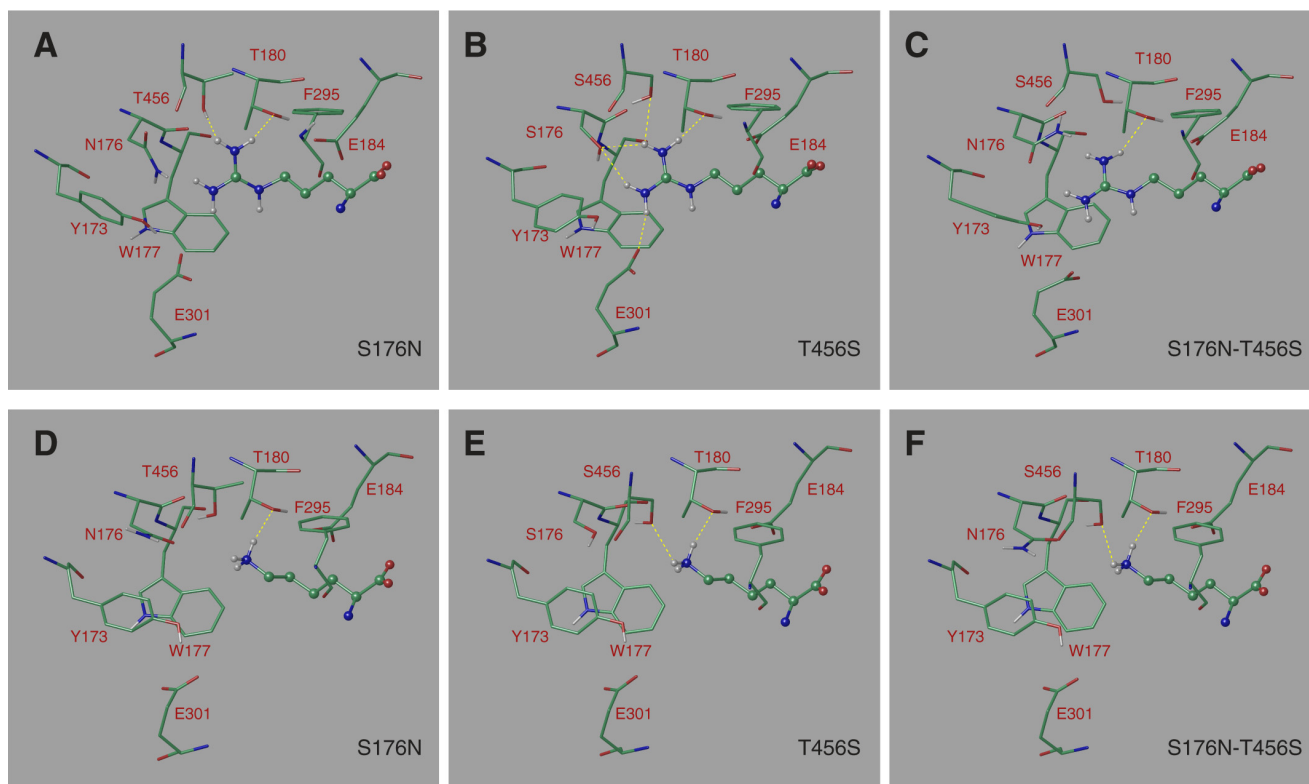 A
T180
T456
F295
N176
E184
Y173
W177
E301
S176N
B
S456
T180
F295
S176
E184
Y173
W177
E301
T456S
C
T180
S456
F295
N176
E184
Y173
W177
E301
S176N-T456S
D
T180
T456
E184
F295
N176
Y173
W177
E301
S176N
E
T180
S456
E184
F295
S176
Y173
W177
E301
T456S
F
T180
S456
E184
F295
N176
Y173
W177
E301
S176N-T456S